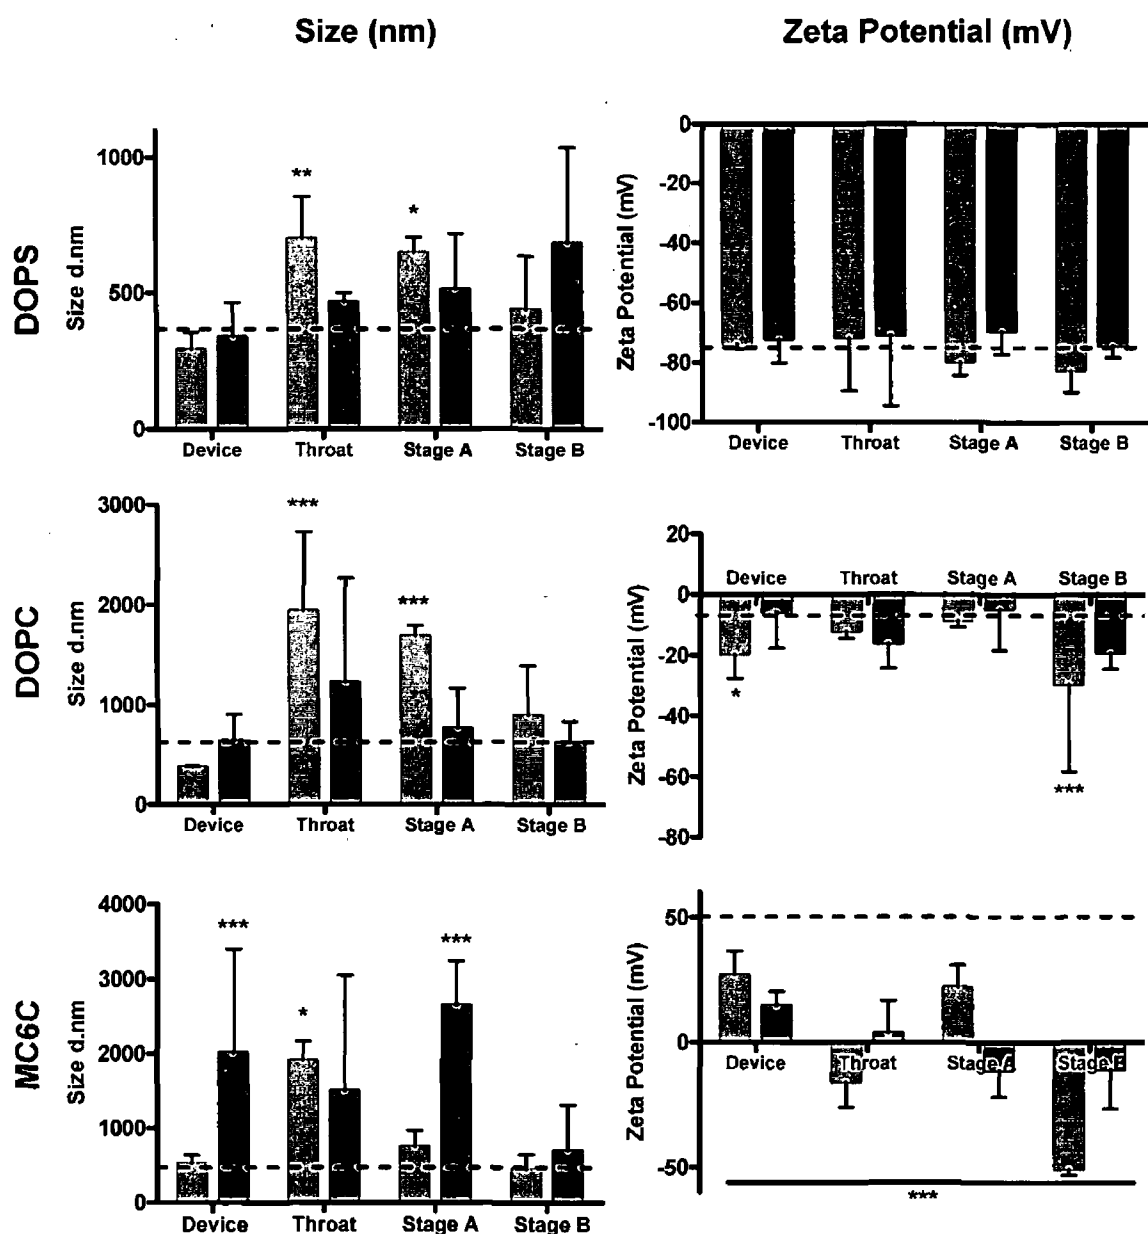 Size (nm)
Zeta Potential (mV)
DOPS
Size d.nm
1000
500
0
**
*
Device
Throat
Stage A
Stage B
Zeta Potential (mV)
0
-20
-40
-60
-80
-100
Device
Throat
Stage A
Stage B
DOPC
Size d.nm
3000
2000
1000
0
***
***
Device
Throat
Stage A
Stage B
Zeta Potential (mV)
20
0
-20
-40
-60
-80
Device
Throat
Stage A
Stage B
*
***
MC6C
Size d.nm
4000
3000
2000
1000
0
***
*
***
Device
Throat
Stage A
Stage B
Zeta Potential (mV)
50
0
-50
Device
Throat
Stage A
Stage B
***